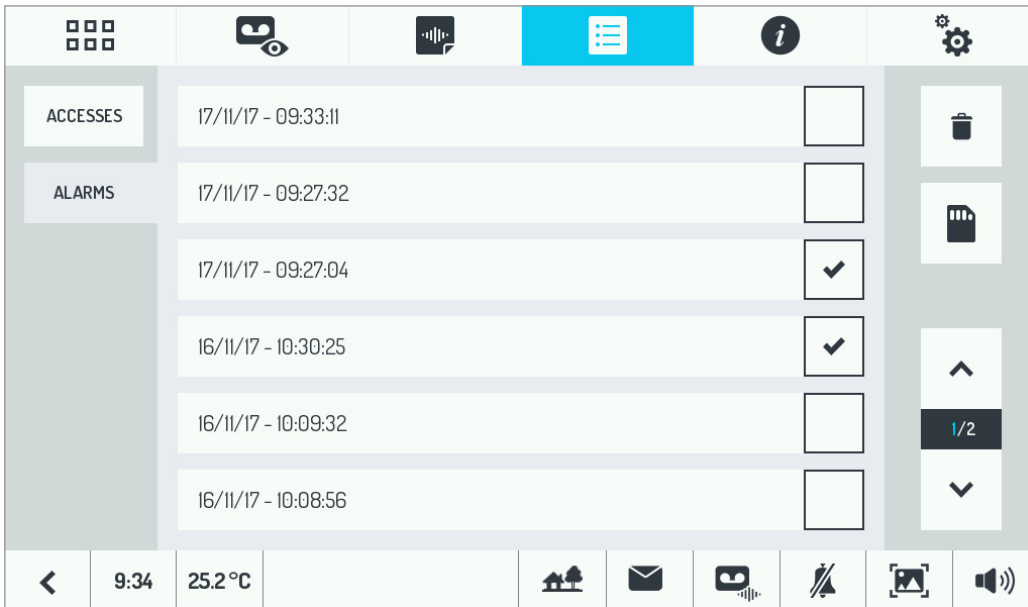 ACCESSES
ALARMS
17/11/17 - 09:33:11
17/11/17 - 09:27:32
17/11/17 - 09:27:04
16/11/17 - 10:30:25
16/11/17 - 10:09:32
16/11/17 - 10:08:56
1/2
9:34
25.2 °C